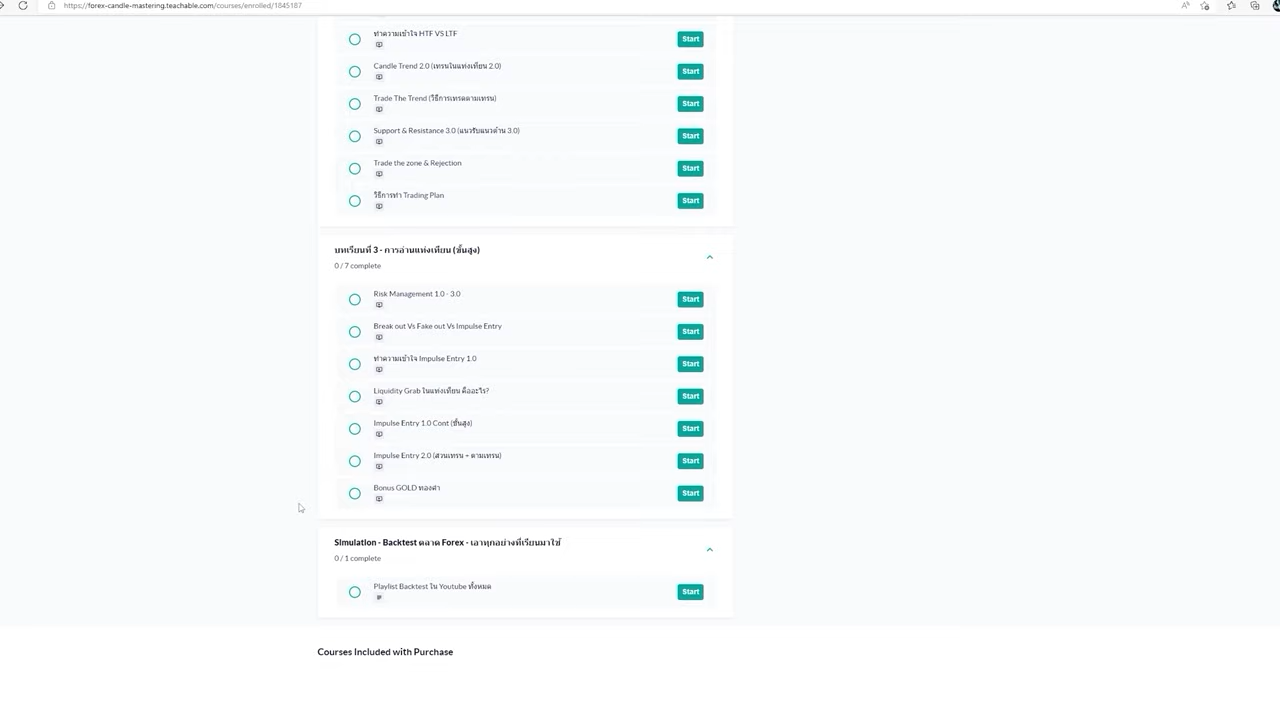 https://forex-candle-mastering.teachable.com/courses/enrolled/1845187
ทำความเข้าใจ HTF VS LTF
Start
Candle Trend 2.0 (เทรนในแท่งเทียน 2.0)
Start
Trade The Trend (วิธีการเทรดตามเทรน)
Start
Support & Resistance 3.0 (แนวรับแนวต้าน 3.0)
Start
Trade the zone & Rejection
Start
วิธีการทำ Trading Plan
Start
บทเรียนที่ 3 - การอ่านแท่งเทียน (ขั้นสูง)
0 / 7 complete
Risk Management 1.0 - 3.0
Start
Break out Vs Fake out Vs Impulse Entry
Start
ทำความเข้าใจ Impulse Entry 1.0
Start
Liquidity Grab ในแท่งเทียน คืออะไร?
Start
Impulse Entry 1.0 Cont (ขั้นสูง)
Start
Impulse Entry 2.0 (สวนเทรน + ตามเทรน)
Start
Bonus GOLD ทองคำ
Start
Simulation - Backtest ตลาด Forex - เอาทุกอย่างที่เรียนมาใช้
0 / 1 complete
Playlist Backtest ใน Youtube ทั้งหมด
Start
Courses Included with Purchase